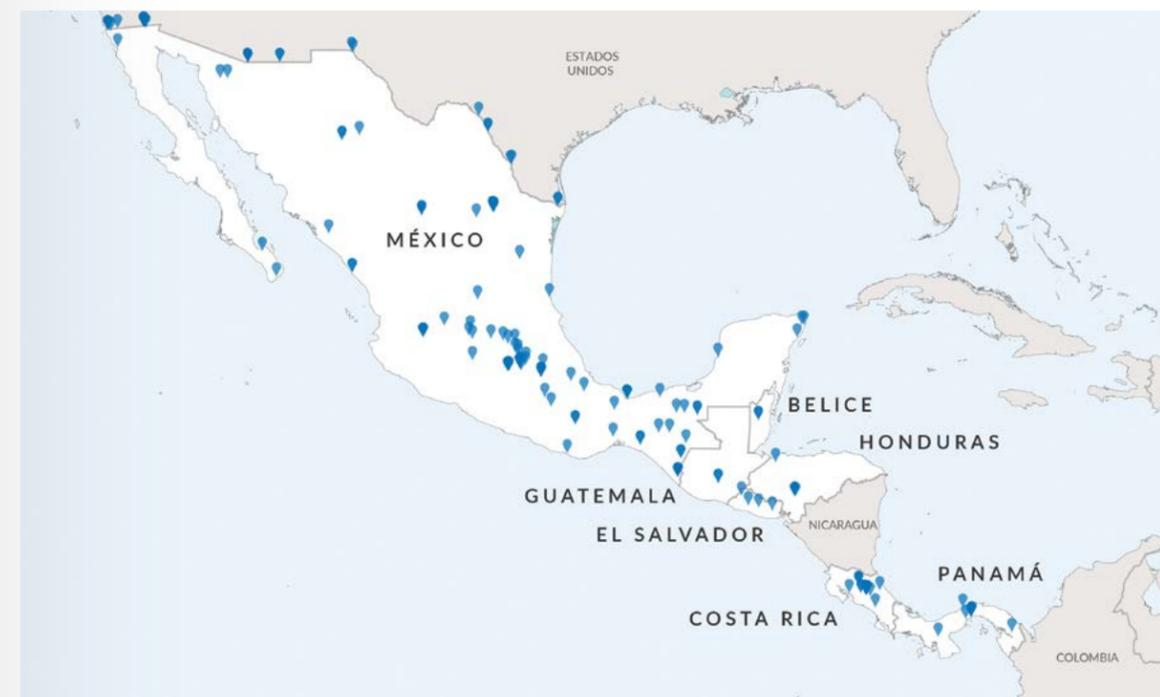 ESTADOS
UNIDOS
MÉXICO
BELICE
HONDURAS
GUATEMALA
NICARAGUA
EL SALVADOR
PANAMÁ
COSTA RICA
COLOMBIA